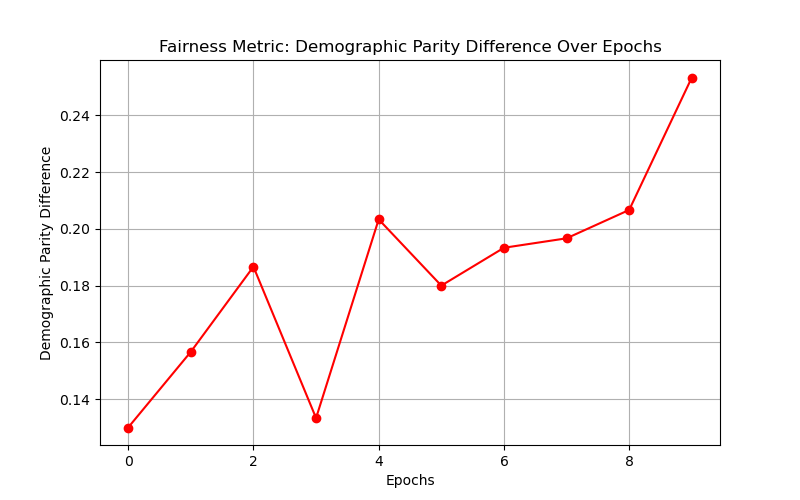 Fairness Metric: Demographic Parity Difference Over Epochs
Demographic Parity Difference
0.24
0.22
0.20
0.18
0.16
0.14
0 2 4 6 8
Epochs